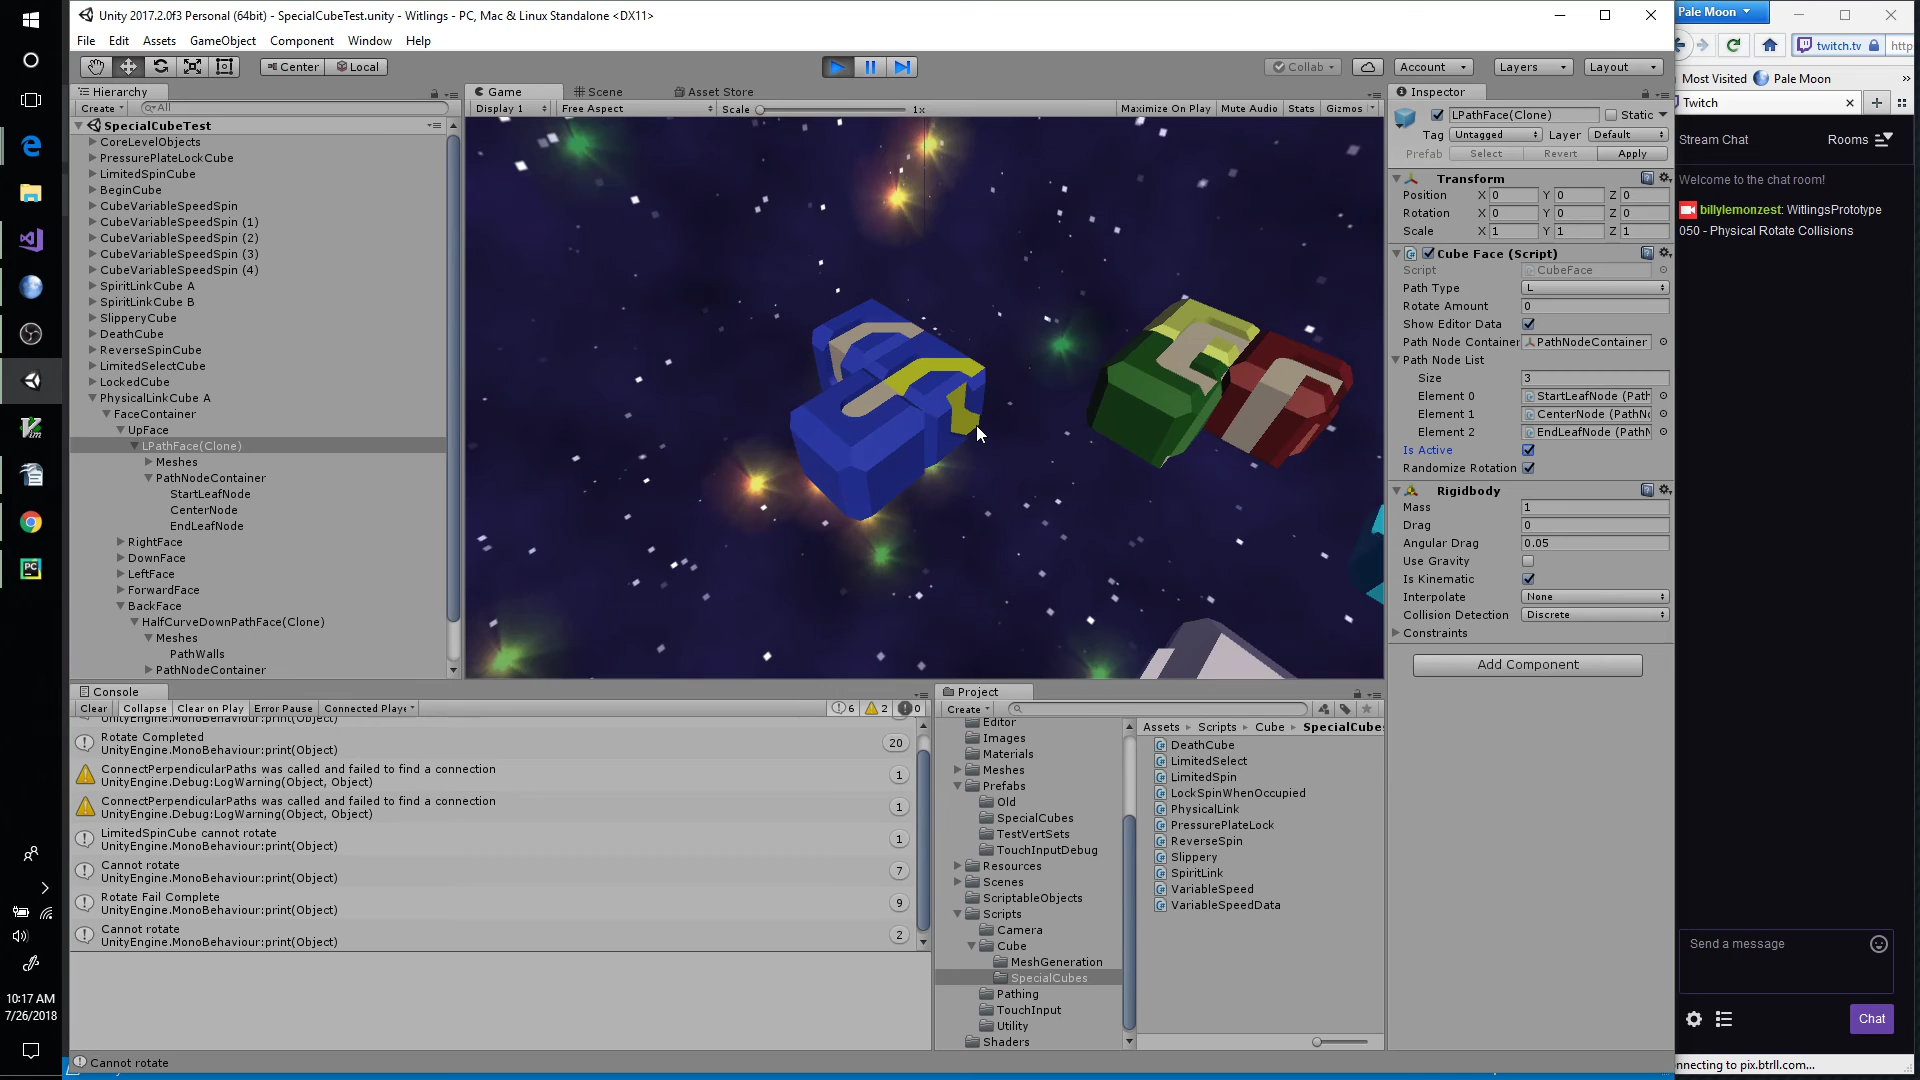 Unity 2017.2.0f3 Personal (64bit) - SpecialCubeTest.unity - Witlings - PC, Mac & Linux Standalone <DX11>
File Edit Assets GameObject Component Window Help
Center Local
Collab Account Layers Layout
Hierarchy
Create All
SpecialCubeTest
CoreLevelObjects
PressurePlateLockCube
LimitedSpinCube
BeginCube
CubeVariableSpeedSpin
CubeVariableSpeedSpin (1)
CubeVariableSpeedSpin (2)
CubeVariableSpeedSpin (3)
CubeVariableSpeedSpin (4)
SpiritLinkCube A
SpiritLinkCube B
SlipperyCube
DeathCube
ReverseSpinCube
LimitedSelectCube
LockedCube
PhysicalLinkCube A
FaceContainer
UpFace
LPathFace(Clone)
Meshes
PathNodeContainer
StartLeafNode
CenterNode
EndLeafNode
RightFace
DownFace
LeftFace
ForwardFace
BackFace
HalfCurveDownPathFace(Clone)
Meshes
PathWalls
PathNodeContainer
Game Scene Asset Store
Display 1 Free Aspect Scale 1x Maximize On Play Mute Audio Stats Gizmos
Inspector
LPathFace(Clone) Static
Tag Untagged Layer Default
Prefab Select Revert Apply
Transform
Position X 0 Y 0 Z 0
Rotation X 0 Y 0 Z 0
Scale X 1 Y 1 Z 1
Cube Face (Script)
Script CubeFace
Path Type L
Rotate Amount 0
Show Editor Data
Path Node Container PathNodeContainer
Path Node List
Size 3
Element 0 StartLeafNode (Path
Element 1 CenterNode (PathNo
Element 2 EndLeafNode (PathN
Is Active
Randomize Rotation
Rigidbody
Mass 1
Drag 0
Angular Drag 0.05
Use Gravity
Is Kinematic
Interpolate None
Collision Detection Discrete
Constraints
Add Component
Console
Clear Collapse Clear on Play Error Pause Connected Playe 6 2 0
UnityEngine.MonoBehaviour:print(Object)
Rotate Completed
UnityEngine.MonoBehaviour:print(Object)
20
ConnectPerpendicularPaths was called and failed to find a connection
UnityEngine.Debug:LogWarning(Object, Object)
1
ConnectPerpendicularPaths was called and failed to find a connection
UnityEngine.Debug:LogWarning(Object, Object)
1
LimitedSpinCube cannot rotate
UnityEngine.MonoBehaviour:print(Object)
1
Cannot rotate
UnityEngine.MonoBehaviour:print(Object)
7
Rotate Fail Complete
UnityEngine.MonoBehaviour:print(Object)
9
Cannot rotate
UnityEngine.MonoBehaviour:print(Object)
2
Cannot rotate
Project
Create
Editor
Images
Materials
Meshes
Prefabs
Old
SpecialCubes
TestVertSets
TouchInputDebug
Resources
Scenes
ScriptableObjects
Scripts
Camera
Cube
MeshGeneration
SpecialCubes
Pathing
TouchInput
Utility
Shaders
Assets Scripts Cube SpecialCubes
DeathCube
LimitedSelect
LimitedSpin
LockSpinWhenOccupied
PhysicalLink
PressurePlateLock
ReverseSpin
Slippery
SpiritLink
VariableSpeed
VariableSpeedData
Pale Moon
twitch.tv http
Most Visited Pale Moon
Twitch
Stream Chat Rooms
Welcome to the chat room!
billylemonzest: WitlingsPrototype
050 - Physical Rotate Collisions
Send a message
Chat
nnecting to pix.btrll.com...
10:17 AM
7/26/2018
PC